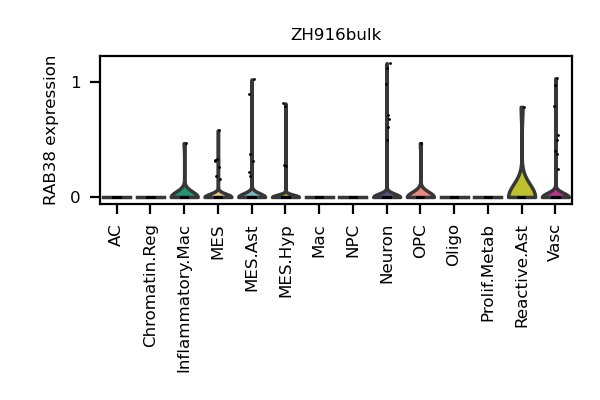 ZH916bulk
RAB38 expression
1
0
AC
Chromatin.Reg
Inflammatory.Mac
MES
MES.Ast
MES.Hyp
Mac
NPC
Neuron
OPC
Oligo
Prolif.Metab
Reactive.Ast
Vasc